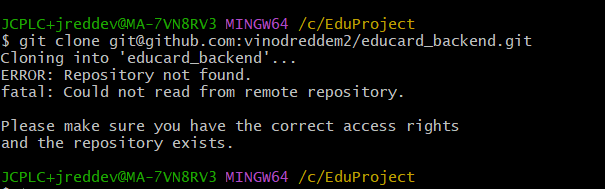 JCPLC+jreddev@MA-7VN8RV3 MINGW64 /c/EduProject
$ git clone git@github.com:vinodreddem2/educard_backend.git
Cloning into 'educard_backend'...
ERROR: Repository not found.
fatal: Could not read from remote repository.
Please make sure you have the correct access rights
and the repository exists.
JCPLC+jreddev@MA-7VN8RV3 MINGW64 /c/EduProject